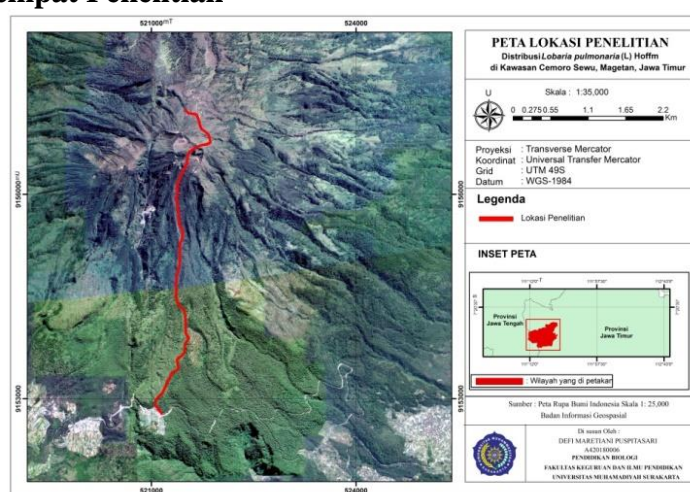 521000mT
524000
9156000mU
9156000
9153000
9153000
521000
524000
PETA LOKASI PENELITIAN
Distribusi Lobaria pulmonaria (L) Hoffm
di Kawasan Cemoro Sewu, Magetan, Jawa Timur
U
Skala : 1:35,000
0 0.275 0.55 1.1 1.65 2.2
Km
Proyeksi : Transverse Mercator
Koordinat : Universal Transfer Mercator
Grid : UTM 49S
Datum : WGS-1984
Legenda
Lokasi Penelitian
INSET PETA
Provinsi
Jawa Tengah
Provinsi
Jawa Timur
: Wilayah yang di petakan
Sumber : Peta Rupa Bumi Indonesia Skala 1: 25,000
Badan Informasi Geospasial
Di susun Oleh :
DEFI MARETIANI PUSPITASARI
A420180006
PENDIDIKAN BIOLOGI
FAKULTAS KEGURUAN DAN ILMU PENDIDIKAN
UNIVERSITAS MUHAMADIYAH SURAKARTA